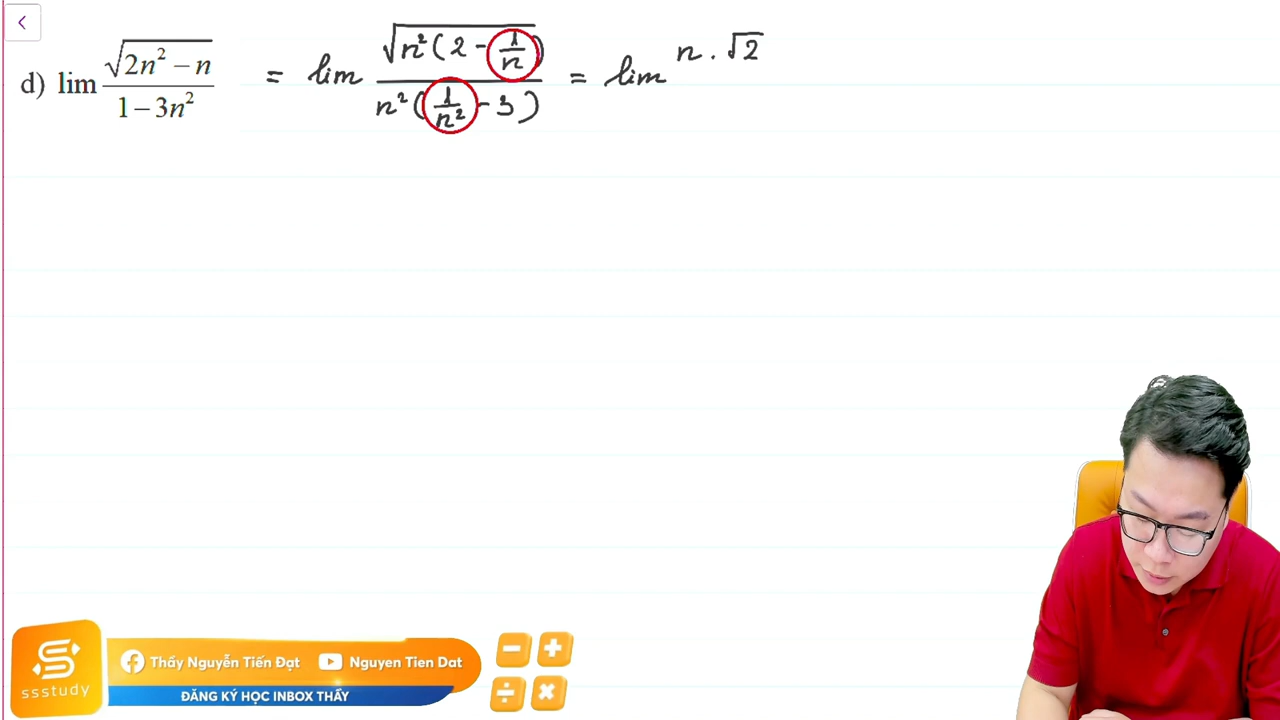 d) lim √(2n² − n) / (1 − 3n²) = lim √(n²(2 − 1/n)) / (n²(1/n² − 3)) = lim n . √2
ssstudy
Thầy Nguyễn Tiến Đạt
Nguyen Tien Dat
ĐĂNG KÝ HỌC INBOX THẦY